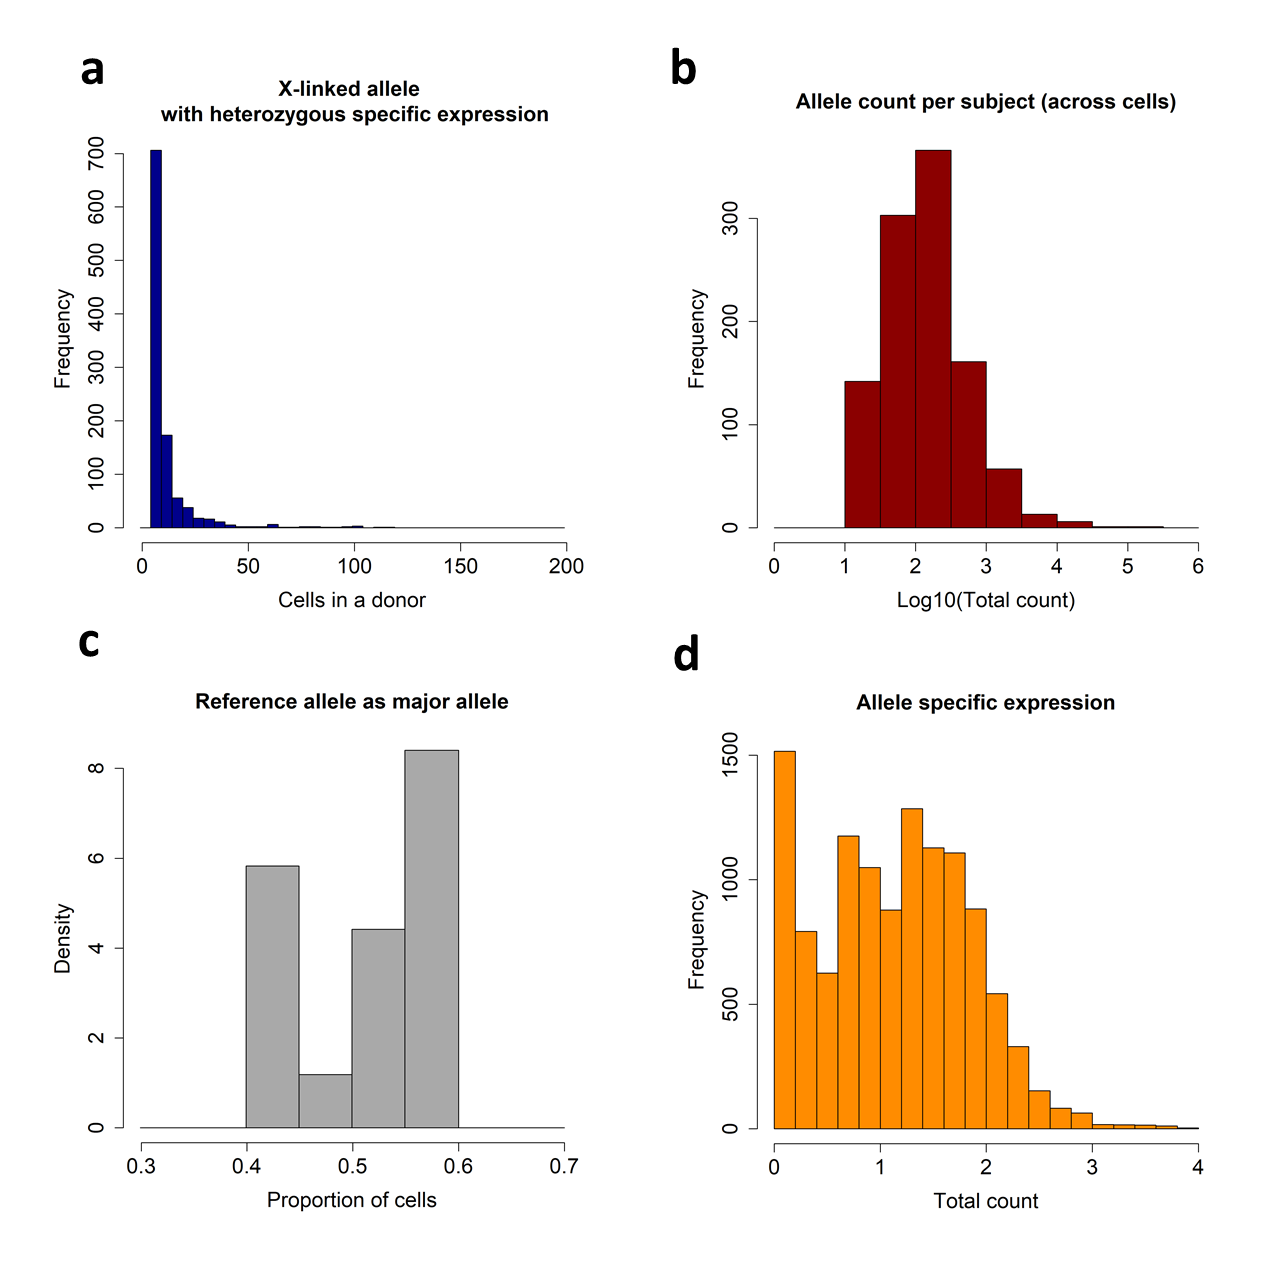 a
X-linked allele
with heterozygous specific expression
Frequency
700
600
500
400
300
200
100
0
0 50 100 150 200
Cells in a donor
b
Allele count per subject (across cells)
Frequency
300
200
100
0
0 1 2 3 4 5 6
Log10(Total count)
c
Reference allele as major allele
Density
8
6
4
2
0
0.3 0.4 0.5 0.6 0.7
Proportion of cells
d
Allele specific expression
Frequency
1500
1000
500
0
0 1 2 3 4
Total count